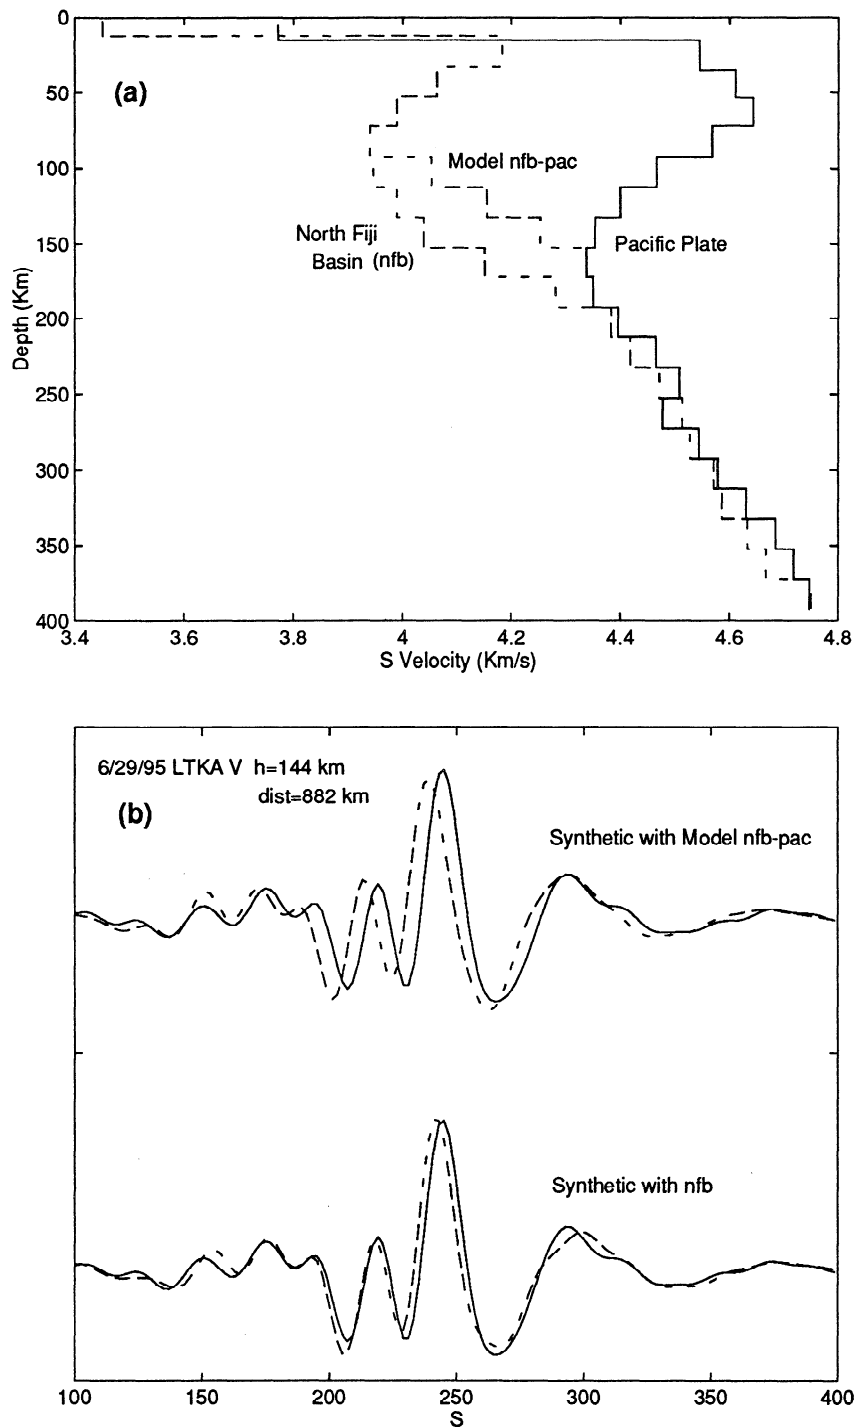 0
50
100
150
200
250
300
350
400
Depth (Km)
(a)
Model nfb-pac
North Fiji
Basin (nfb)
Pacific Plate
3.4 3.6 3.8 4 4.2 4.4 4.6 4.8
S Velocity (Km/s)
6/29/95 LTKA V h=144 km
dist=882 km
(b)
Synthetic with Model nfb-pac
Synthetic with nfb
100 150 200 250 300 350 400
S